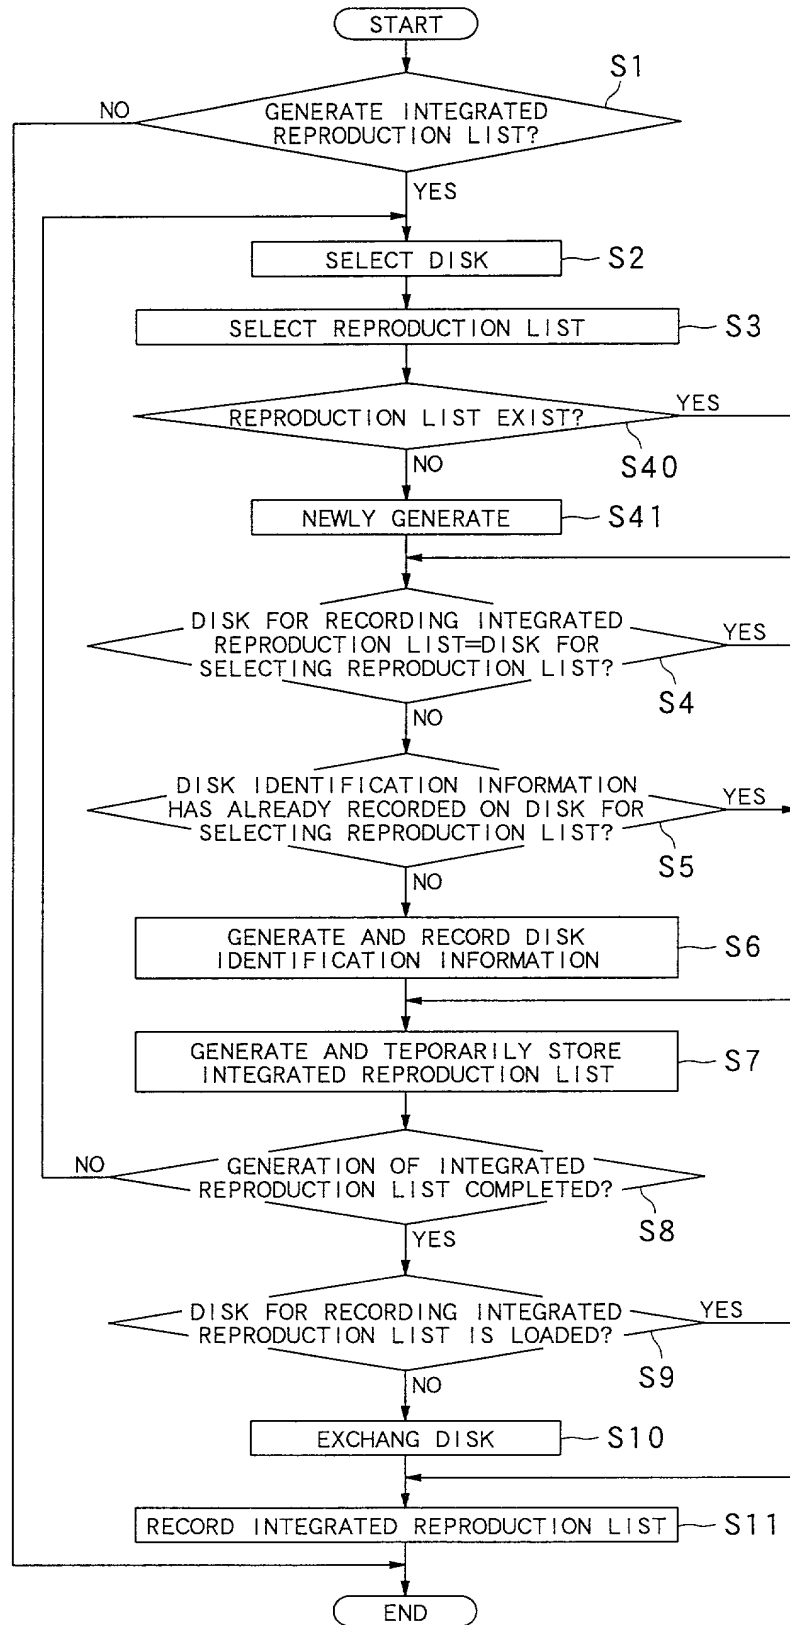 START
S1
NO
GENERATE INTEGRATED
REPRODUCTION LIST?
YES
SELECT DISK
S2
SELECT REPRODUCTION LIST
S3
REPRODUCTION LIST EXIST?
YES
S40
NO
NEWLY GENERATE
S41
DISK FOR RECORDING INTEGRATED
REPRODUCTION LIST=DISK FOR
SELECTING REPRODUCTION LIST?
YES
S4
NO
DISK IDENTIFICATION INFORMATION
HAS ALREADY RECORDED ON DISK FOR
SELECTING REPRODUCTION LIST?
YES
S5
NO
GENERATE AND RECORD DISK
IDENTIFICATION INFORMATION
S6
GENERATE AND TEPORARILY STORE
INTEGRATED REPRODUCTION LIST
S7
NO
GENERATION OF INTEGRATED
REPRODUCTION LIST COMPLETED?
S8
YES
DISK FOR RECORDING INTEGRATED
REPRODUCTION LIST IS LOADED?
YES
S9
NO
EXCHANG DISK
S10
RECORD INTEGRATED REPRODUCTION LIST
S11
END